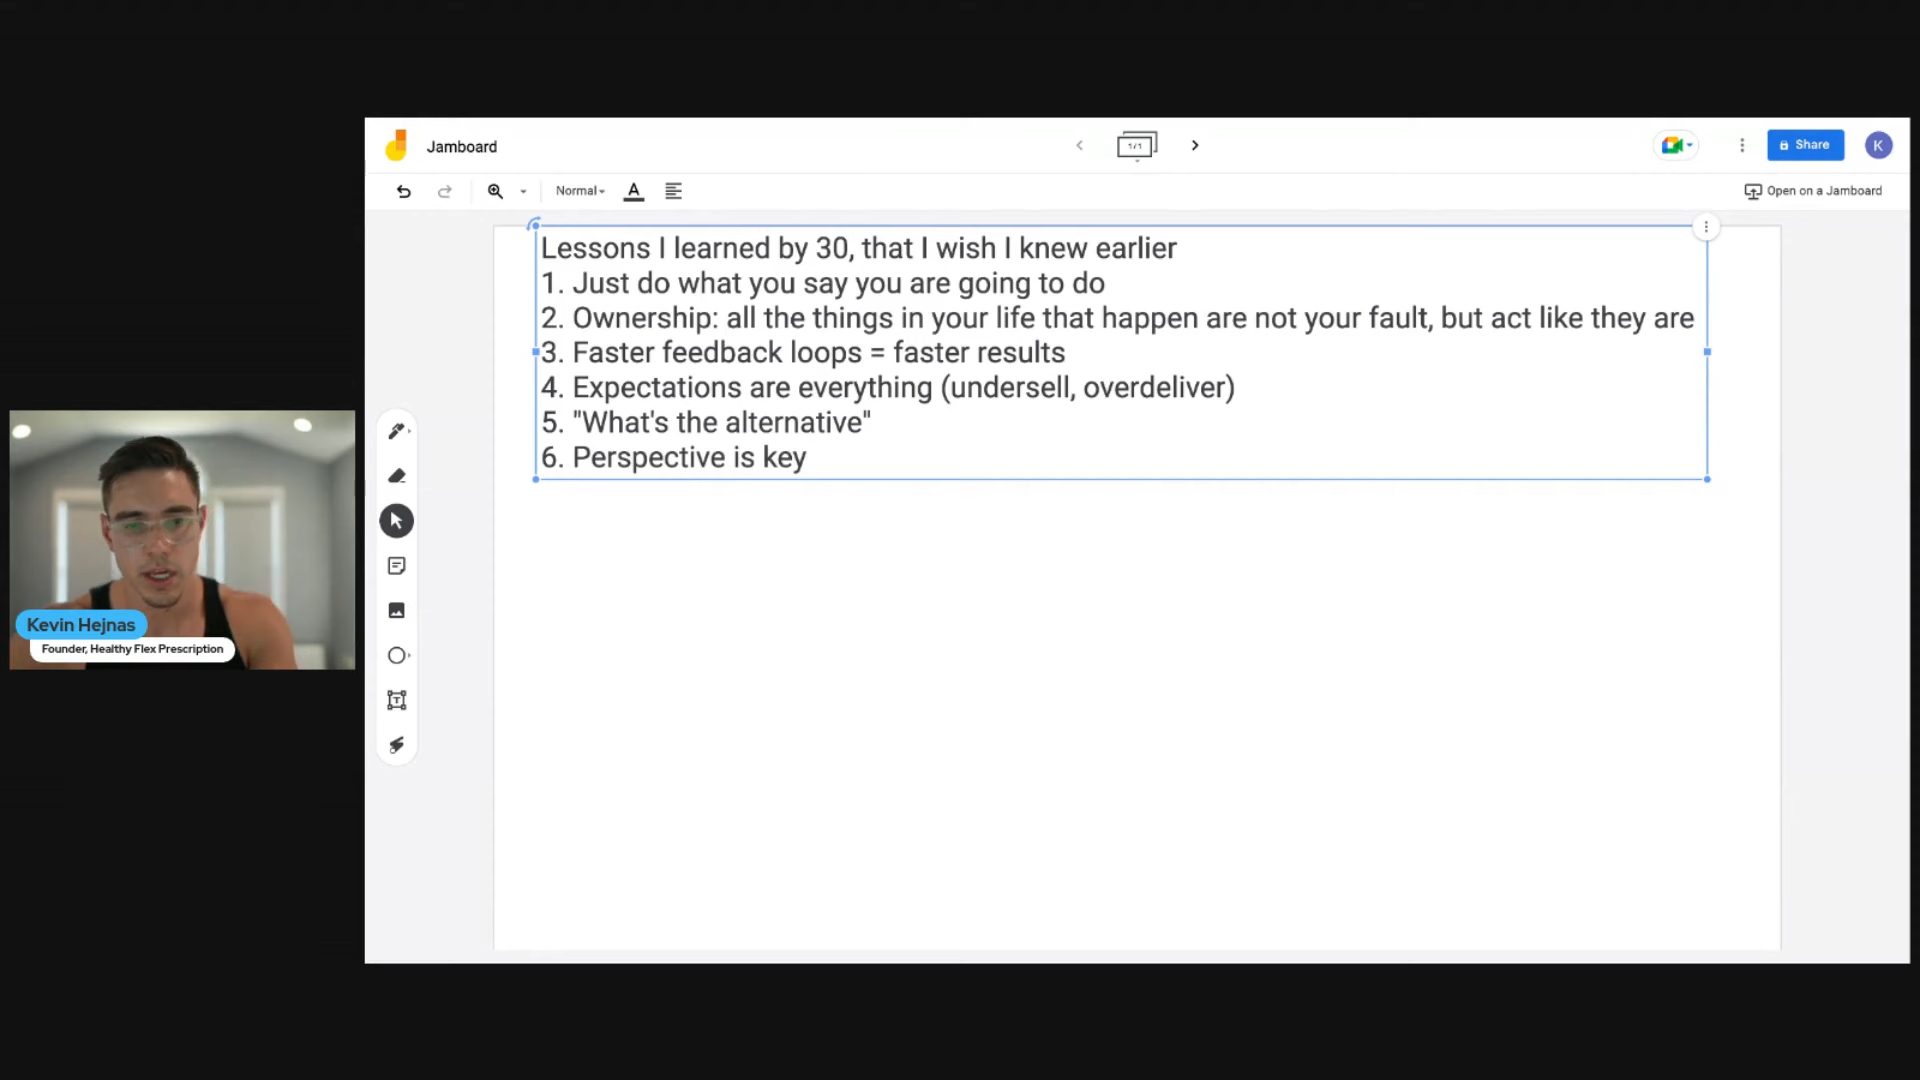 Jamboard
1/1
Share
K
Normal
A
Open on a Jamboard
Lessons I learned by 30, that I wish I knew earlier
1. Just do what you say you are going to do
2. Ownership: all the things in your life that happen are not your fault, but act like they are
3. Faster feedback loops = faster results
4. Expectations are everything (undersell, overdeliver)
5. "What's the alternative"
6. Perspective is key
Kevin Hejnas
Founder, Healthy Flex Prescription